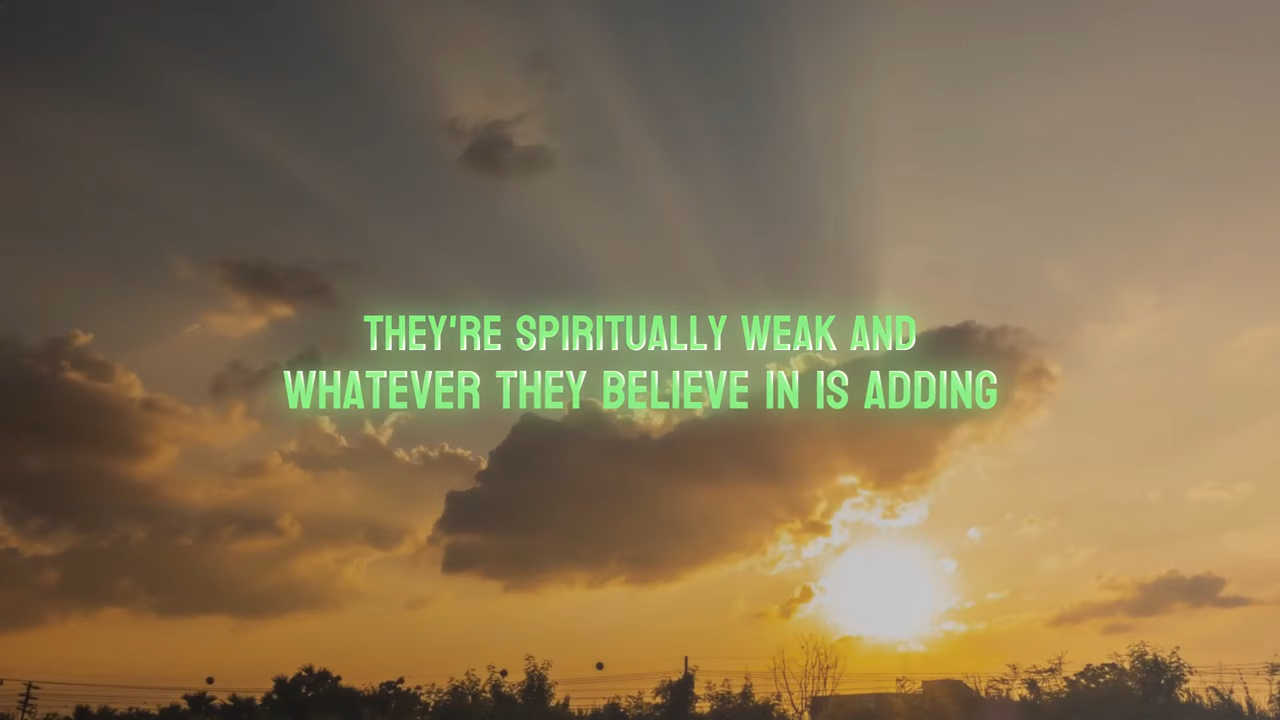 THEY'RE SPIRITUALLY WEAK AND
WHATEVER THEY BELIEVE IN IS ADDING